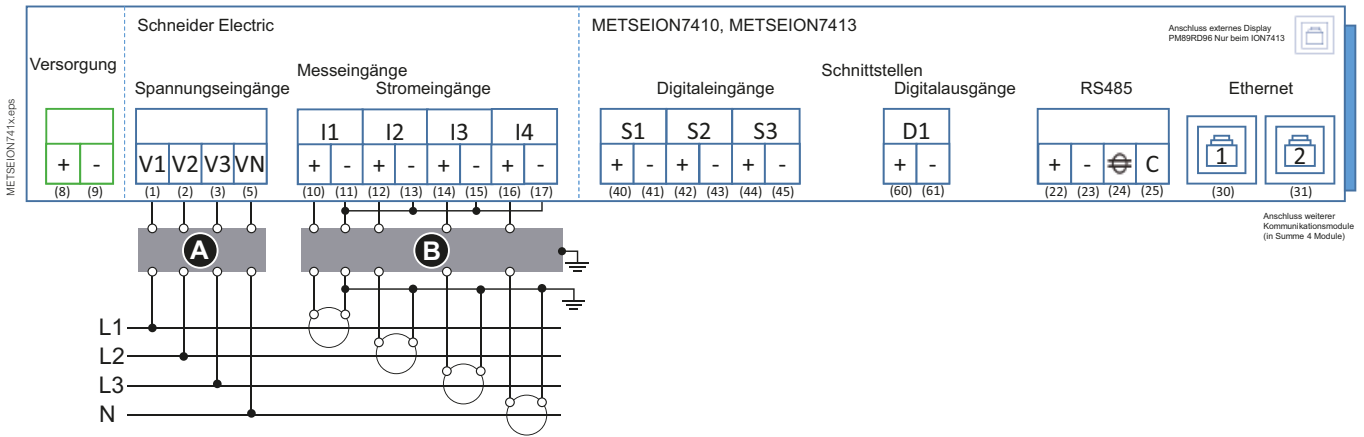 Schneider Electric
METSEION7410, METSEION7413
Anschluss externes Display
PM89RD96 Nur beim ION7413
Versorgung
Messeingänge
Schnittstellen
Spannungseingänge
Stromeingänge
Digitaleingänge
Digitalausgänge
RS485
Ethernet
METSEION741x.eps
I1 I2 I3 I4
S1 S2 S3
D1
+ -
V1 V2 V3 VN
+ - + - + - + -
+ - + - + -
+ -
+ - C
1 2
(8) (9)
(1) (2) (3) (5)
(10) (11) (12) (13) (14) (15) (16) (17)
(40) (41) (42) (43) (44) (45)
(60) (61)
(22) (23) (24) (25)
(30) (31)
Anschluss weiterer
Kommunikationsmodule
(in Summe 4 Module)
A
B
L1
L2
L3
N